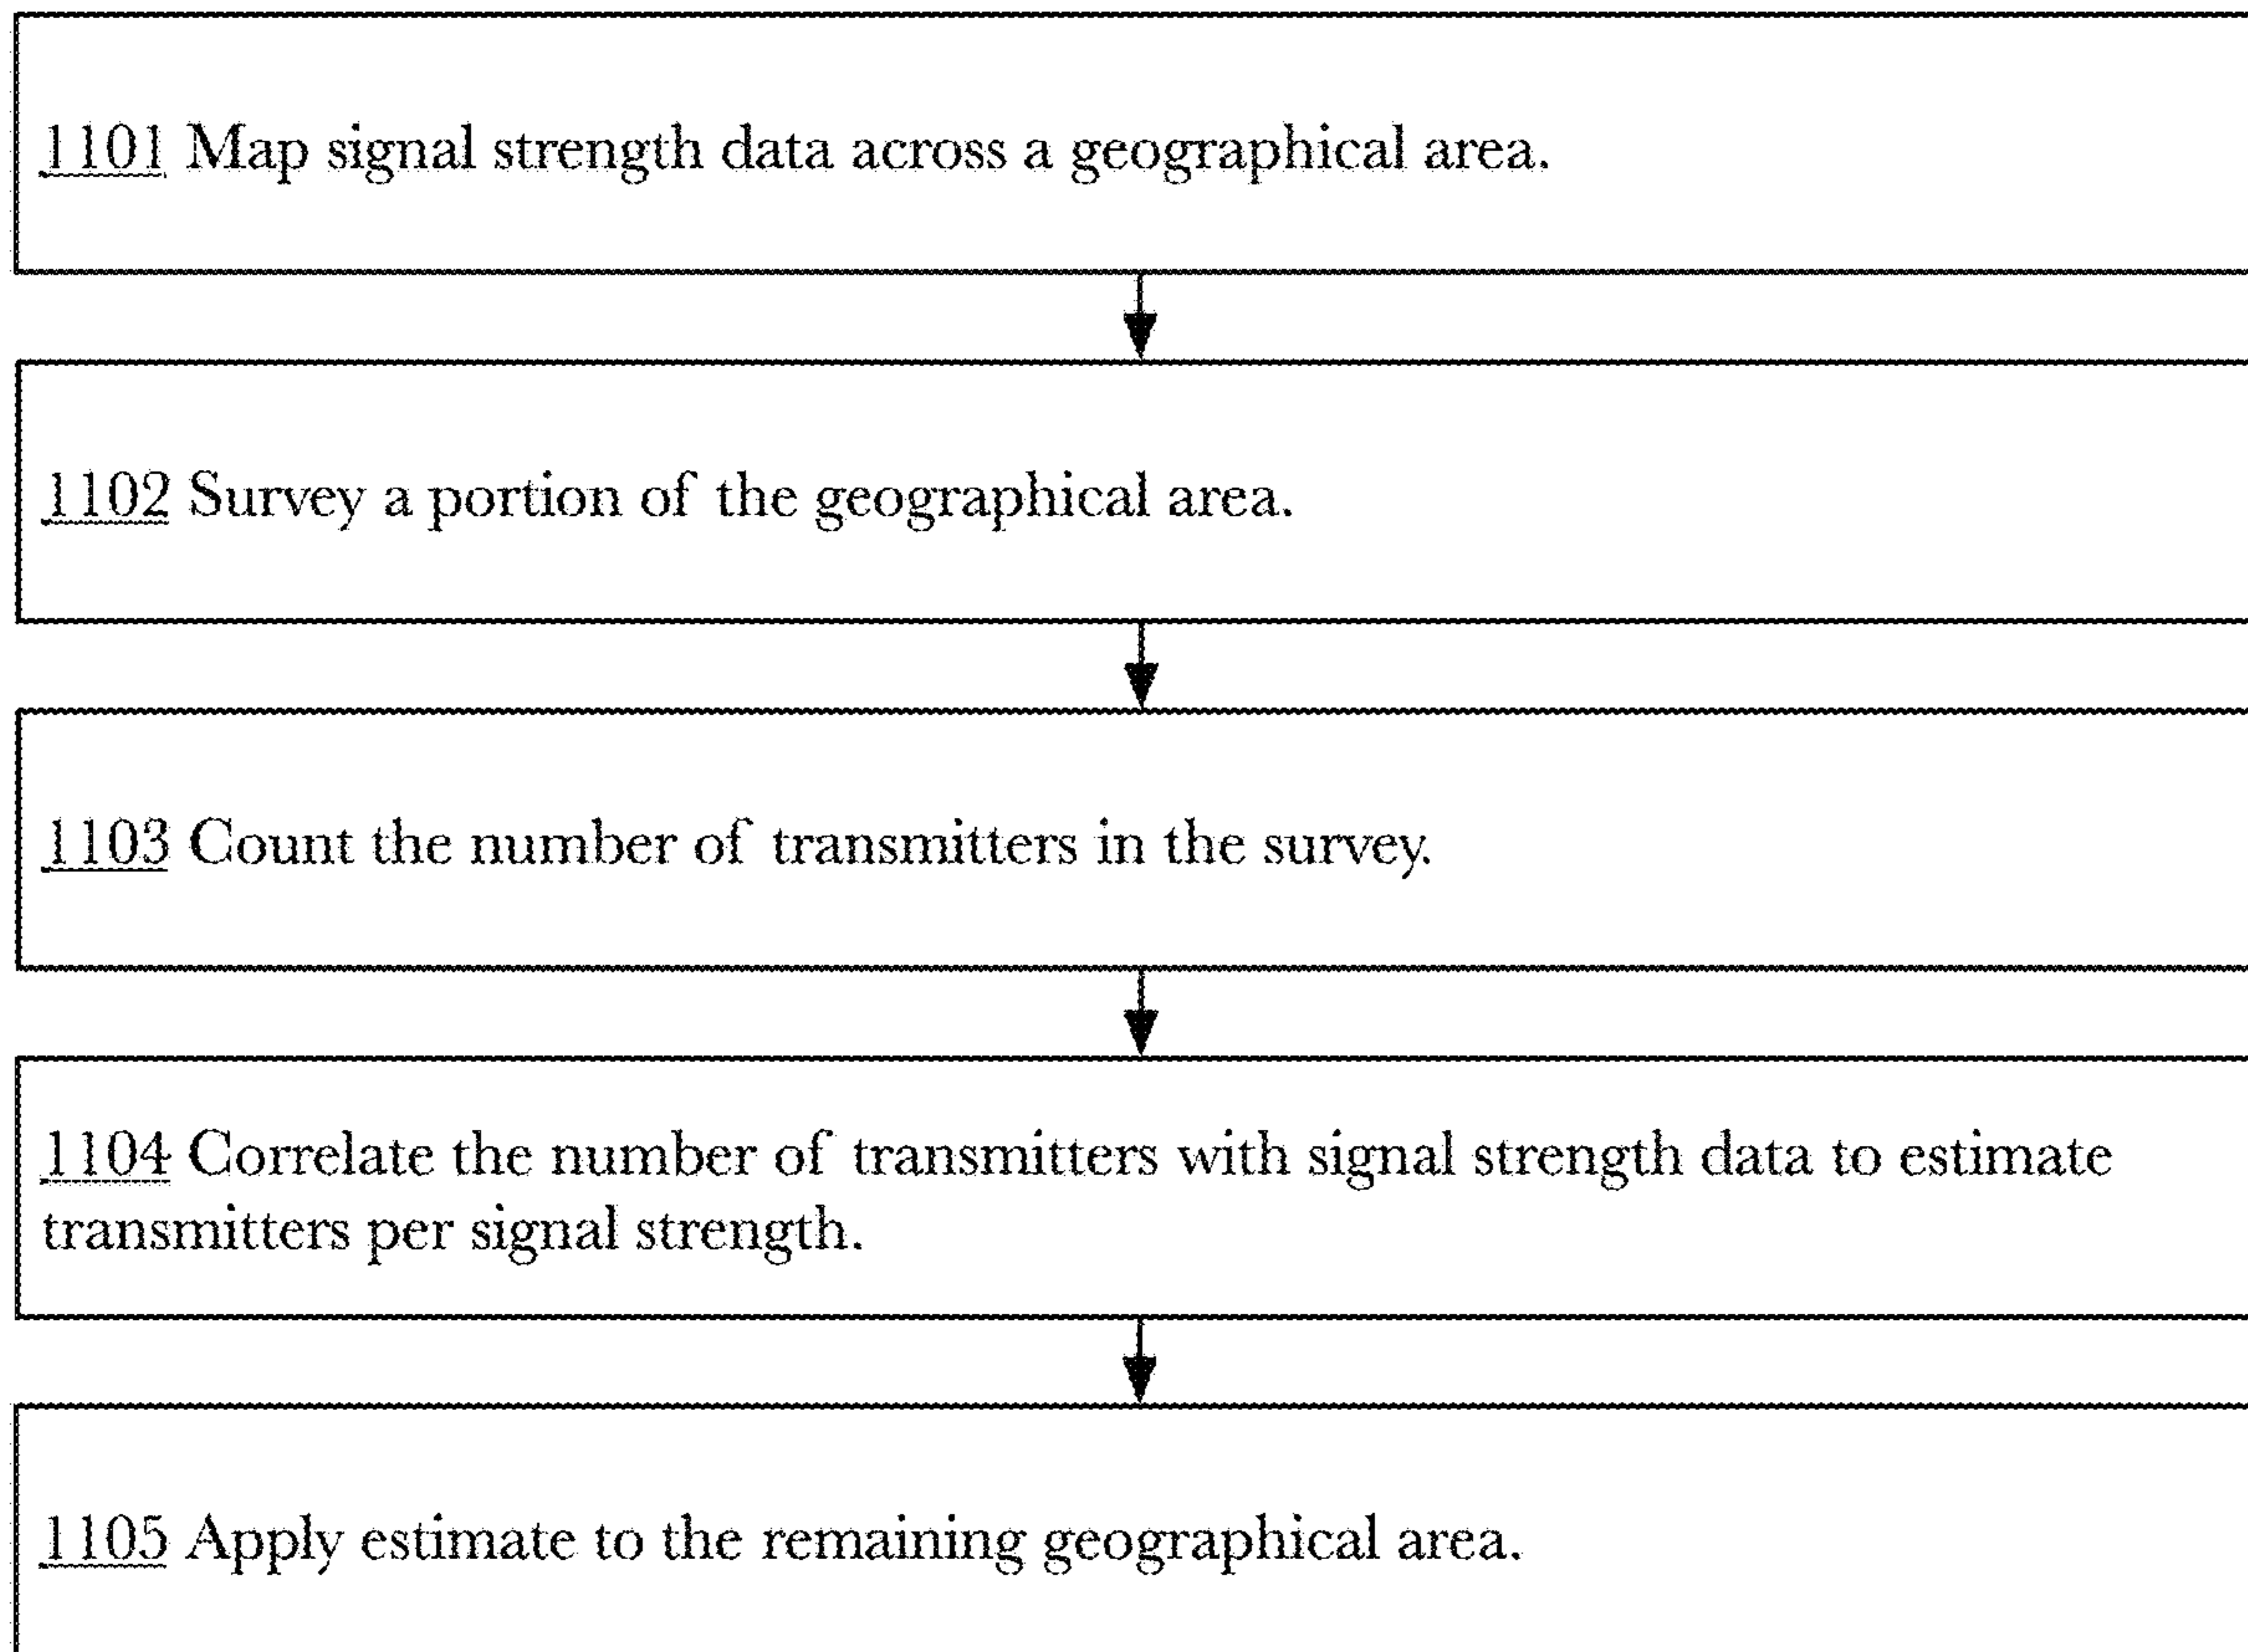 1101 Map signal strength data across a geographical area.
1102 Survey a portion of the geographical area.
1103 Count the number of transmitters in the survey.
1104 Correlate the number of transmitters with signal strength data to estimate
transmitters per signal strength.
1105 Apply estimate to the remaining geographical area.